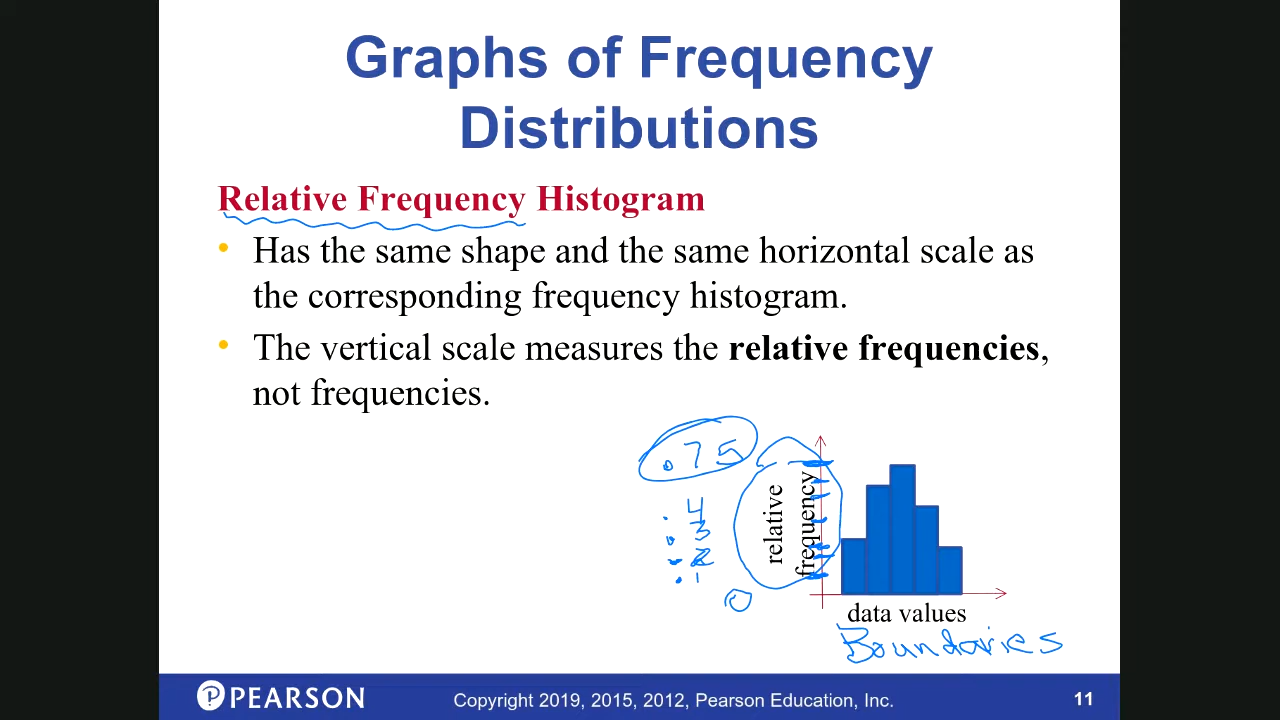 Graphs of Frequency
Distributions
Relative Frequency Histogram
• Has the same shape and the same horizontal scale as
the corresponding frequency histogram.
• The vertical scale measures the relative frequencies,
not frequencies.
.75
.4
.3
.2
.1
0
relative
frequency
data values
Boundaries
PEARSON
Copyright 2019, 2015, 2012, Pearson Education, Inc.
11